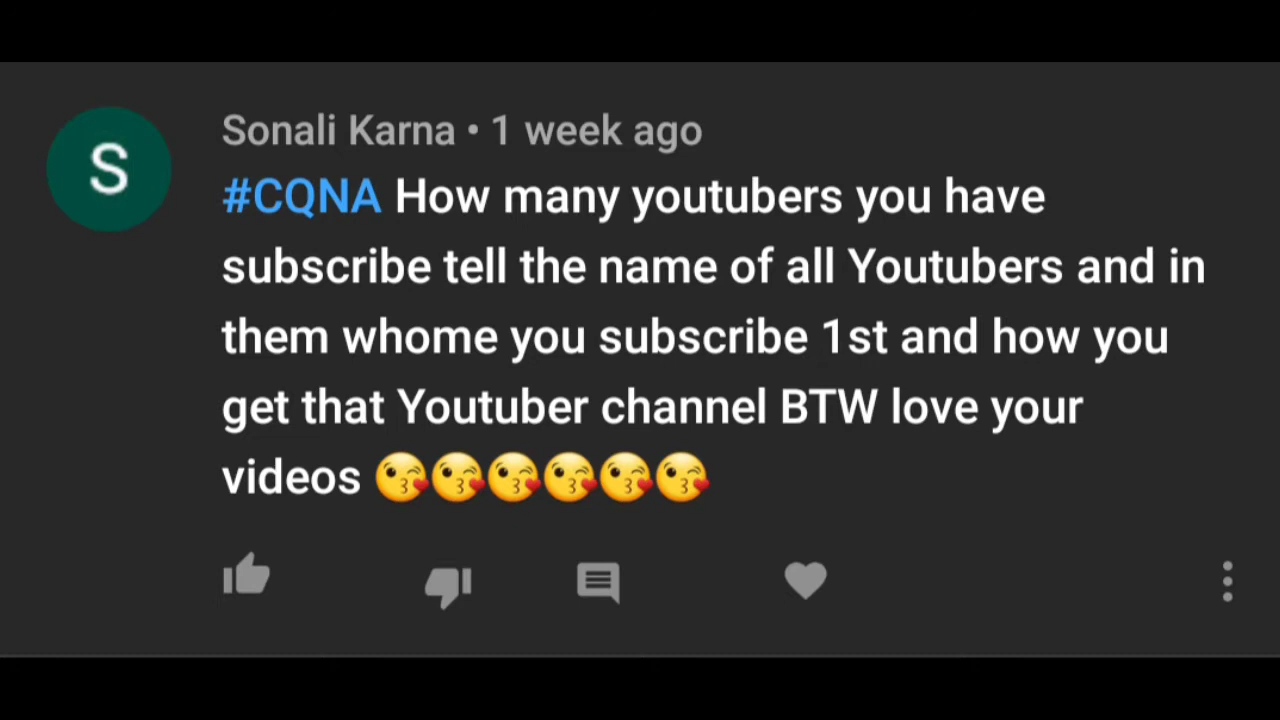 S
Sonali Karna • 1 week ago
#CQNA How many youtubers you have
subscribe tell the name of all Youtubers and in
them whome you subscribe 1st and how you
get that Youtuber channel BTW love your
videos 😘😘😘😘😘😘